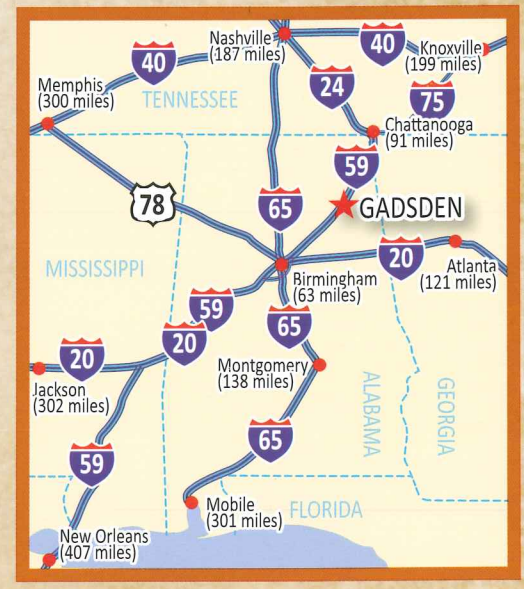 Nashville
(187 miles)
40
40
Knoxville
(199 miles)
24
75
Memphis
(300 miles)
TENNESSEE
Chattanooga
(91 miles)
59
78
65
GADSDEN
20
MISSISSIPPI
Birmingham
(63 miles)
Atlanta
(121 miles)
59
65
20
20
Jackson
(302 miles)
Montgomery
(138 miles)
ALABAMA
GEORGIA
65
59
Mobile
(301 miles)
FLORIDA
New Orleans
(407 miles)